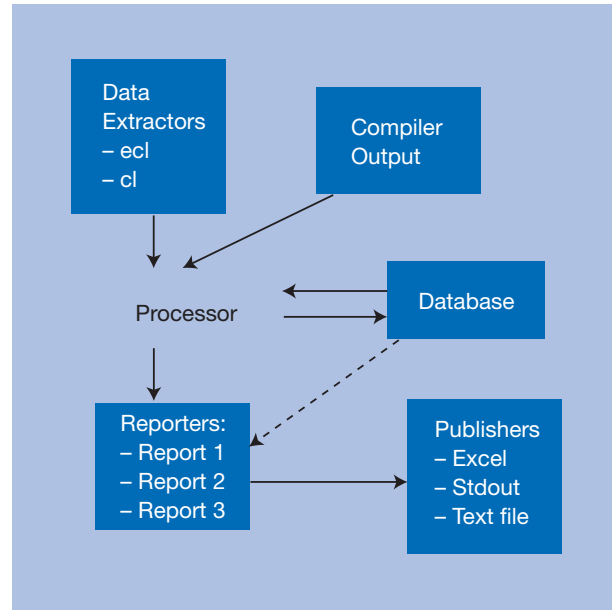 Data
Extractors
– ecl
– cl
Compiler
Output
Processor
Database
Reporters:
– Report 1
– Report 2
– Report 3
Publishers
– Excel
– Stdout
– Text file